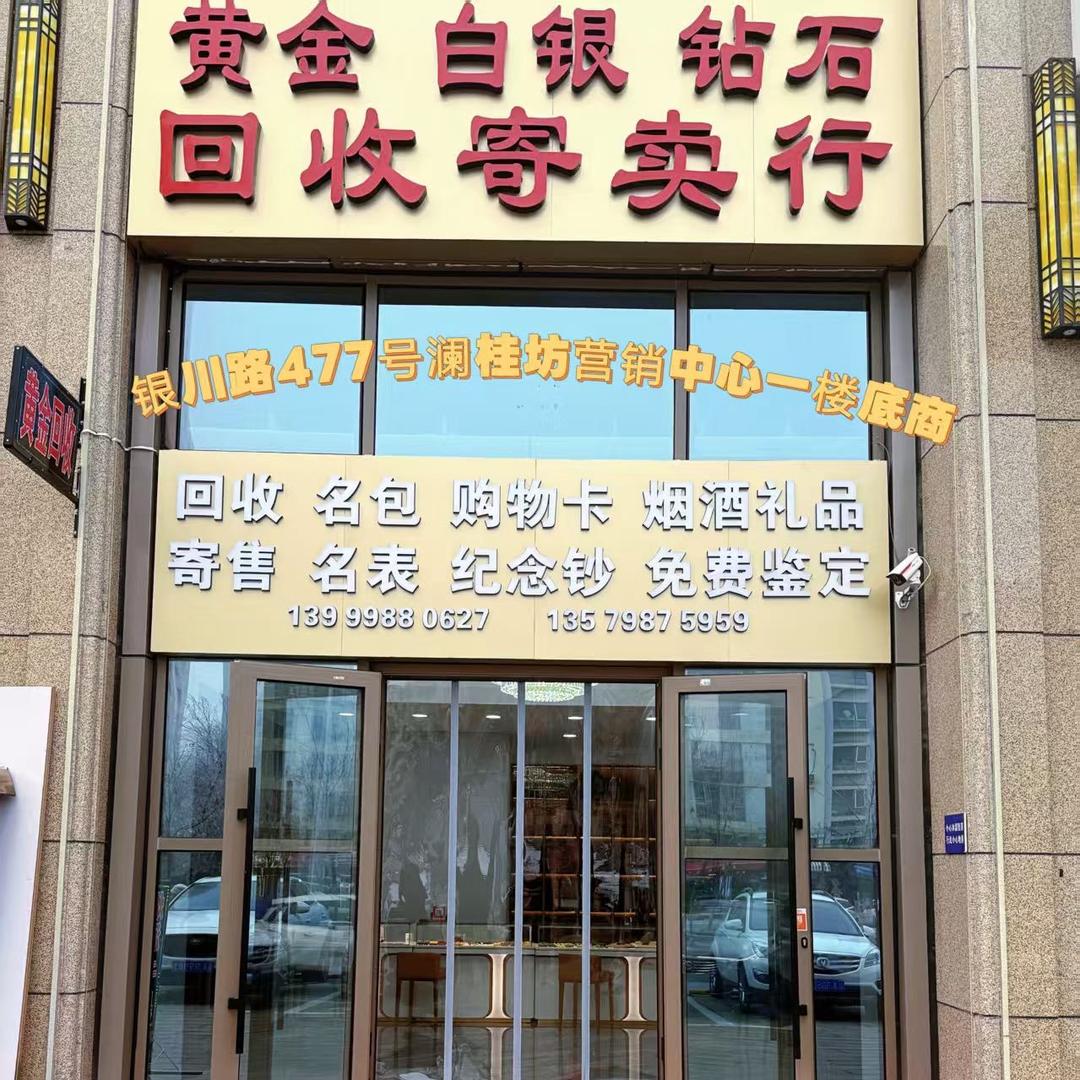 黄金 白银 钻石
回收寄卖行
银川路477号澜桂坊营销中心一楼底商
黄金回收
回收 名包 购物卡 烟酒礼品
寄售 名表 纪念钞 免费鉴定
139 9988 0627 135 7987 5959